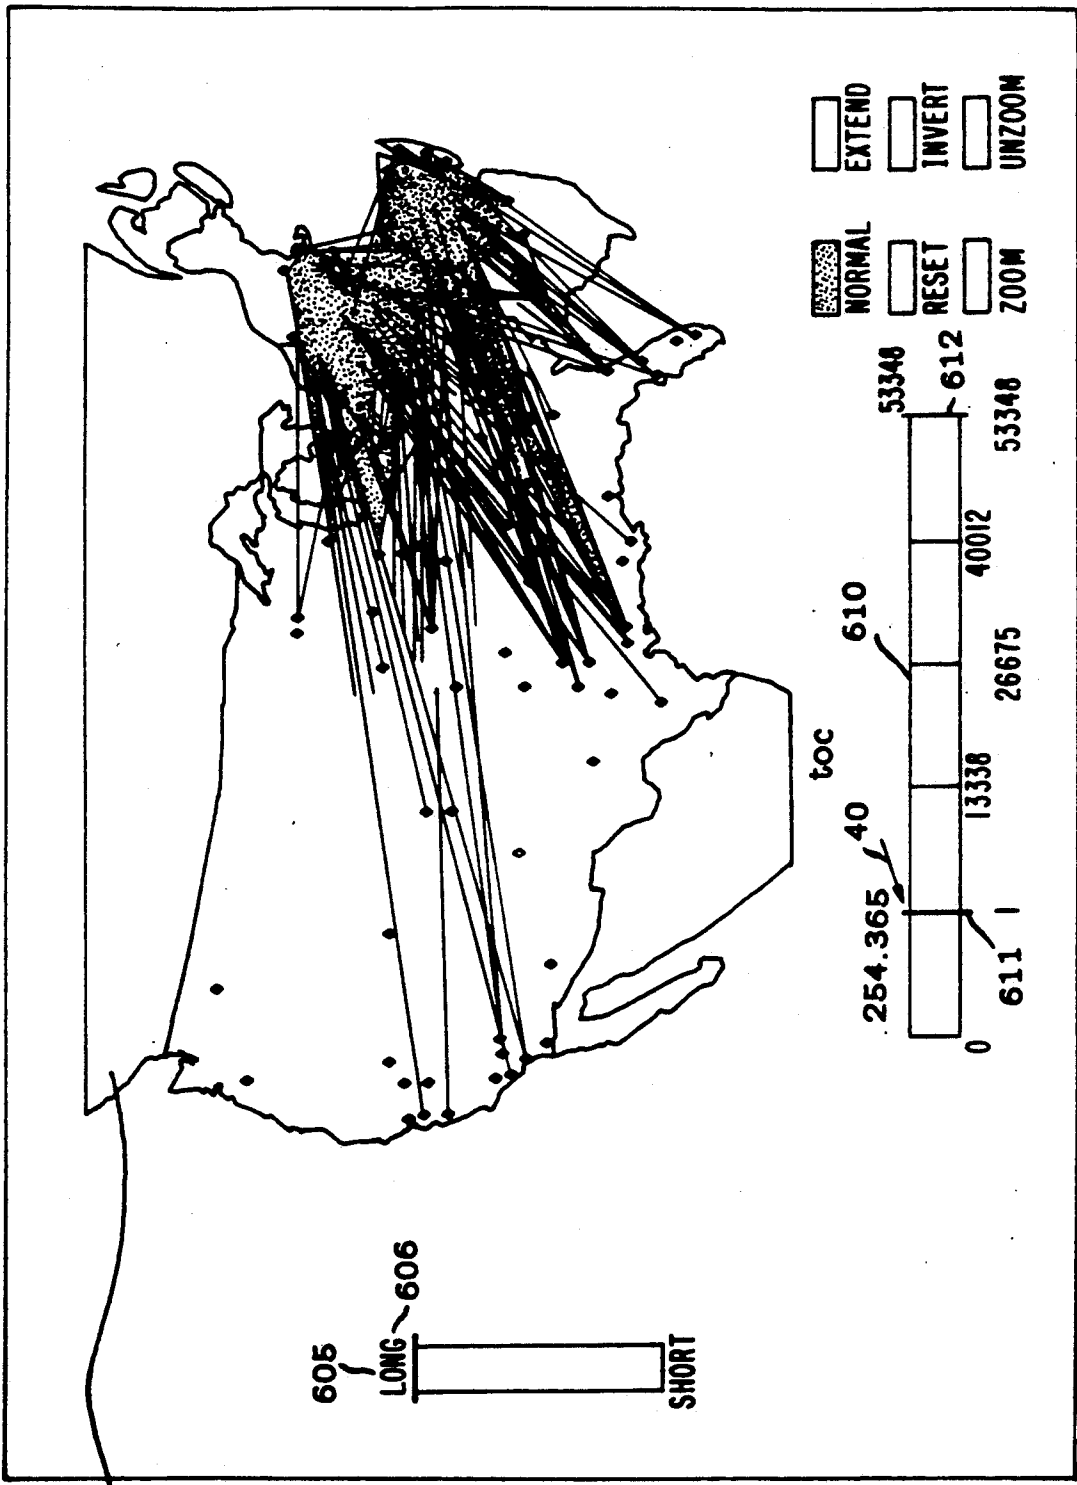 605
LONG
606
SHORT
toc
610
254.365
40
53348
612
0
1
13338
26675
40012
53348
611
NORMAL
EXTEND
RESET
INVERT
ZOOM
UNZOOM